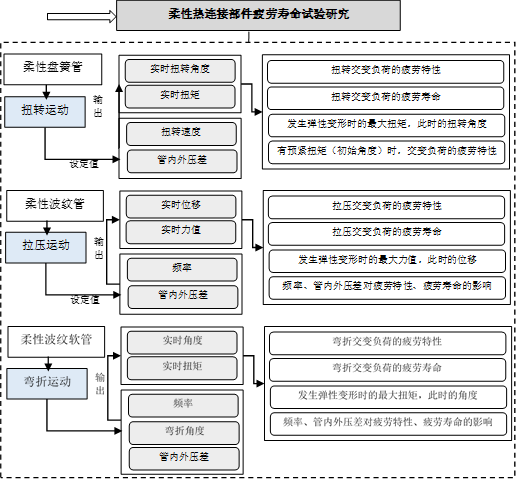 柔性热连接部件疲劳寿命试验研究
柔性盘簧管
扭转运动
输出
设定值
实时扭转角度
实时扭矩
扭转速度
管内外压差
扭转交变负荷的疲劳特性
扭转交变负荷的疲劳寿命
发生弹性变形时的最大扭矩，此时的扭转角度
有预紧扭矩（初始角度）时，交变负荷的疲劳特性
柔性波纹管
拉压运动
输出
设定值
实时位移
实时力值
频率
管内外压差
拉压交变负荷的疲劳特性
拉压交变负荷的疲劳寿命
发生弹性变形时的最大力值，此时的位移
频率、管内外压差对疲劳特性、疲劳寿命的影响
柔性波纹软管
弯折运动
输出
实时角度
实时扭矩
频率
弯折角度
管内外压差
弯折交变负荷的疲劳特性
弯折交变负荷的疲劳寿命
发生弹性变形时的最大扭矩，此时的角度
频率、管内外压差对疲劳特性、疲劳寿命的影响